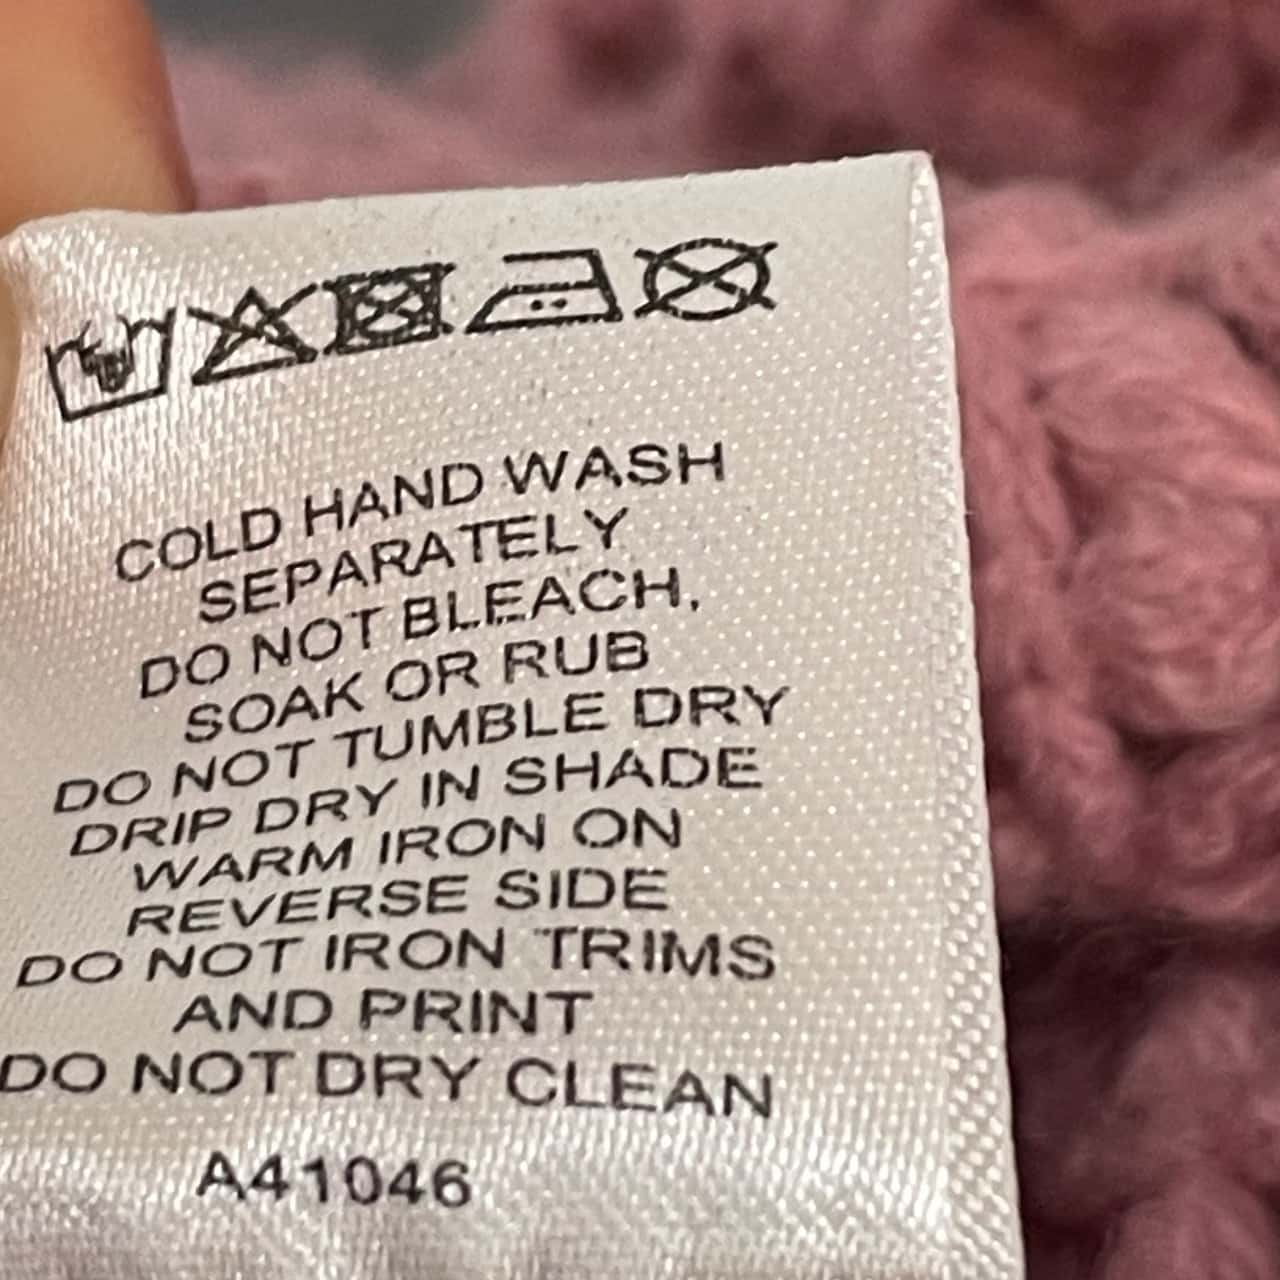 COLD HAND WASH
SEPARATELY
DO NOT BLEACH,
SOAK OR RUB
DO NOT TUMBLE DRY
DRIP DRY IN SHADE
WARM IRON ON
REVERSE SIDE
DO NOT IRON TRIMS
AND PRINT
DO NOT DRY CLEAN
A41046